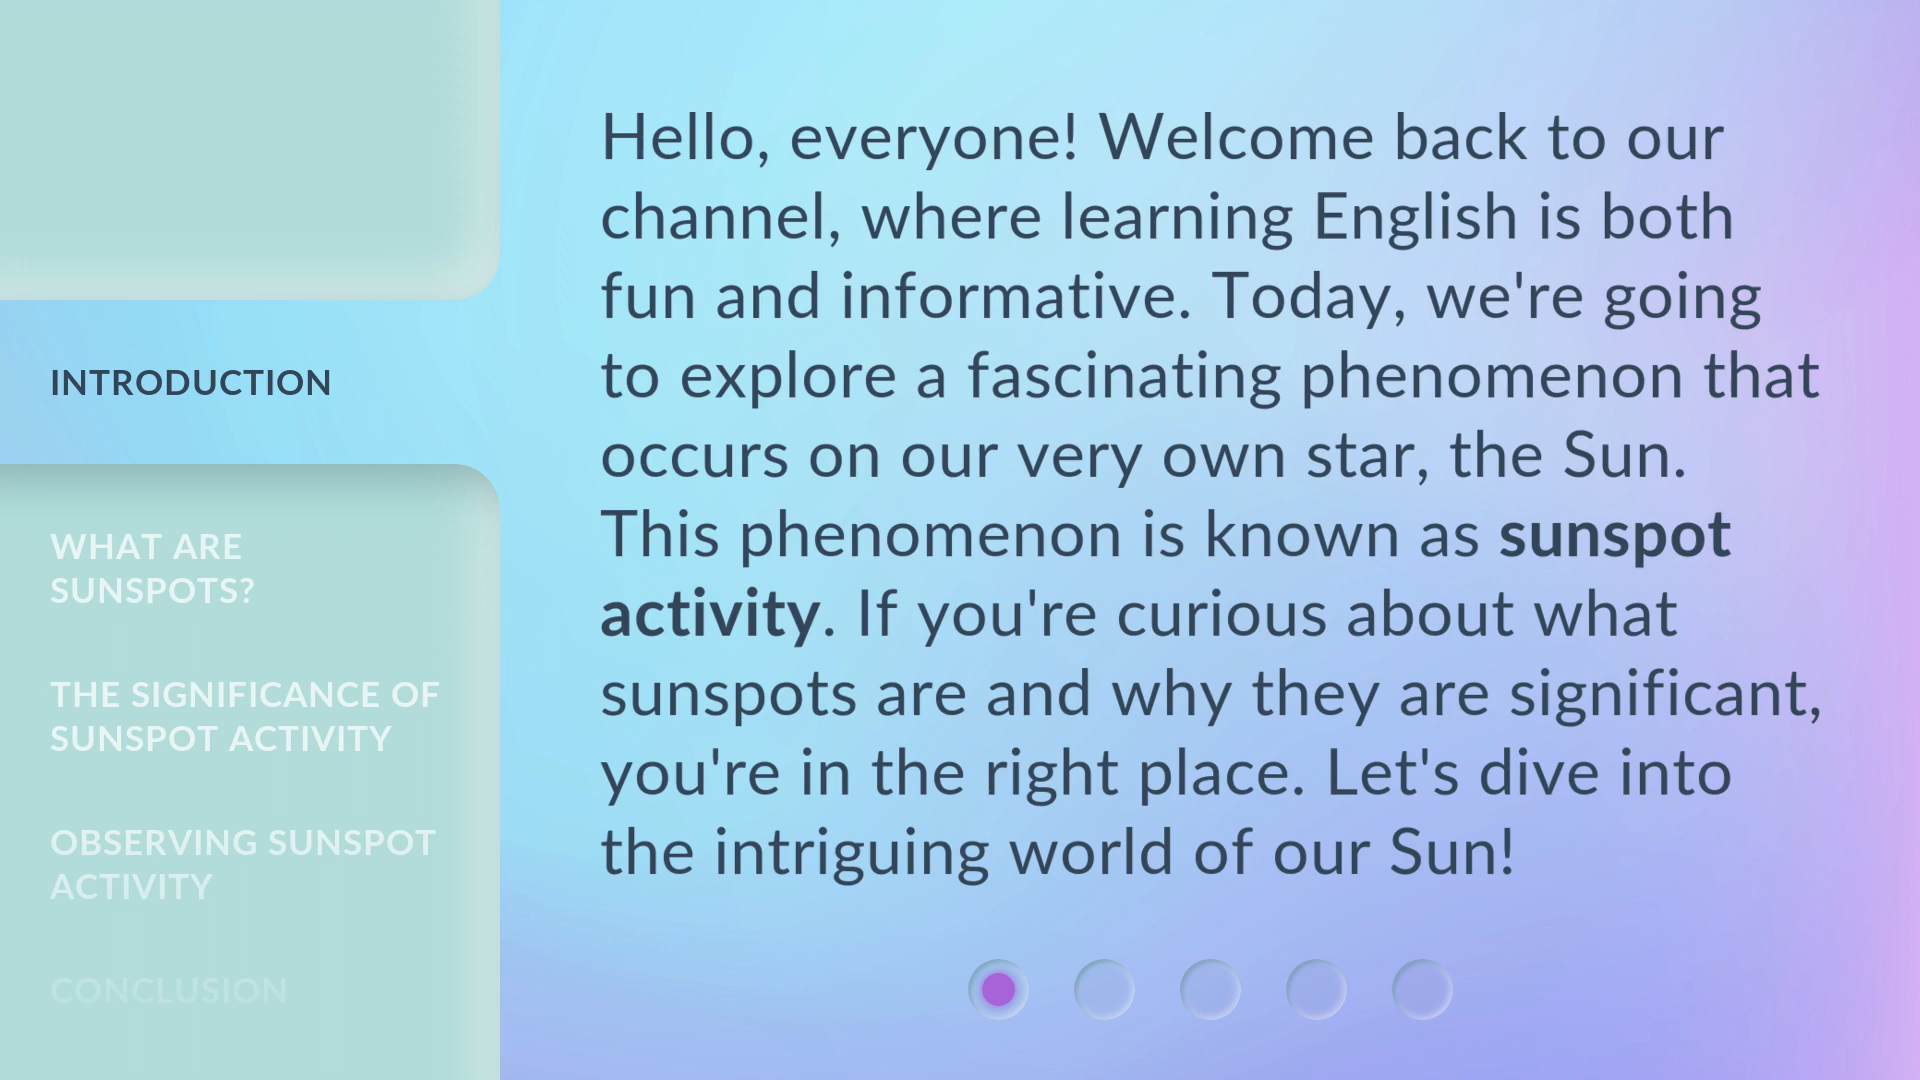 INTRODUCTION
WHAT ARE
SUNSPOTS?
THE SIGNIFICANCE OF
SUNSPOT ACTIVITY
OBSERVING SUNSPOT
ACTIVITY
CONCLUSION
Hello, everyone! Welcome back to our
channel, where learning English is both
fun and informative. Today, we're going
to explore a fascinating phenomenon that
occurs on our very own star, the Sun.
This phenomenon is known as sunspot
activity. If you're curious about what
sunspots are and why they are significant,
you're in the right place. Let's dive into
the intriguing world of our Sun!